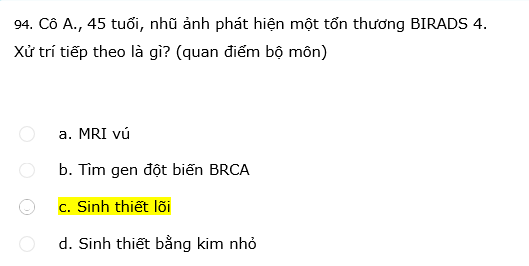 94. Cô A., 45 tuổi, nhũ ảnh phát hiện một tổn thương BIRADS 4.
Xử trí tiếp theo là gì? (quan điểm bộ môn)
a. MRI vú
b. Tìm gen đột biến BRCA
c. Sinh thiết lõi
d. Sinh thiết bằng kim nhỏ